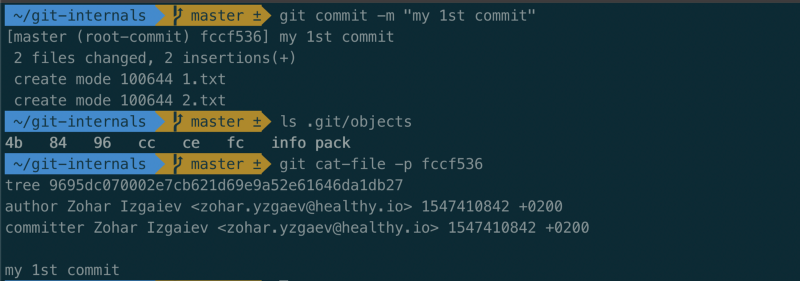 ~/git-internals master ± git commit -m "my 1st commit"
[master (root-commit) fccf536] my 1st commit
2 files changed, 2 insertions(+)
create mode 100644 1.txt
create mode 100644 2.txt
~/git-internals master ± ls .git/objects
4b 84 96 cc ce fc info pack
~/git-internals master ± git cat-file -p fccf536
tree 9695dc070002e7cb621d69e9a52e61646da1db27
author Zohar Izgaiev <zohar.yzgaev@healthy.io> 1547410842 +0200
committer Zohar Izgaiev <zohar.yzgaev@healthy.io> 1547410842 +0200
my 1st commit